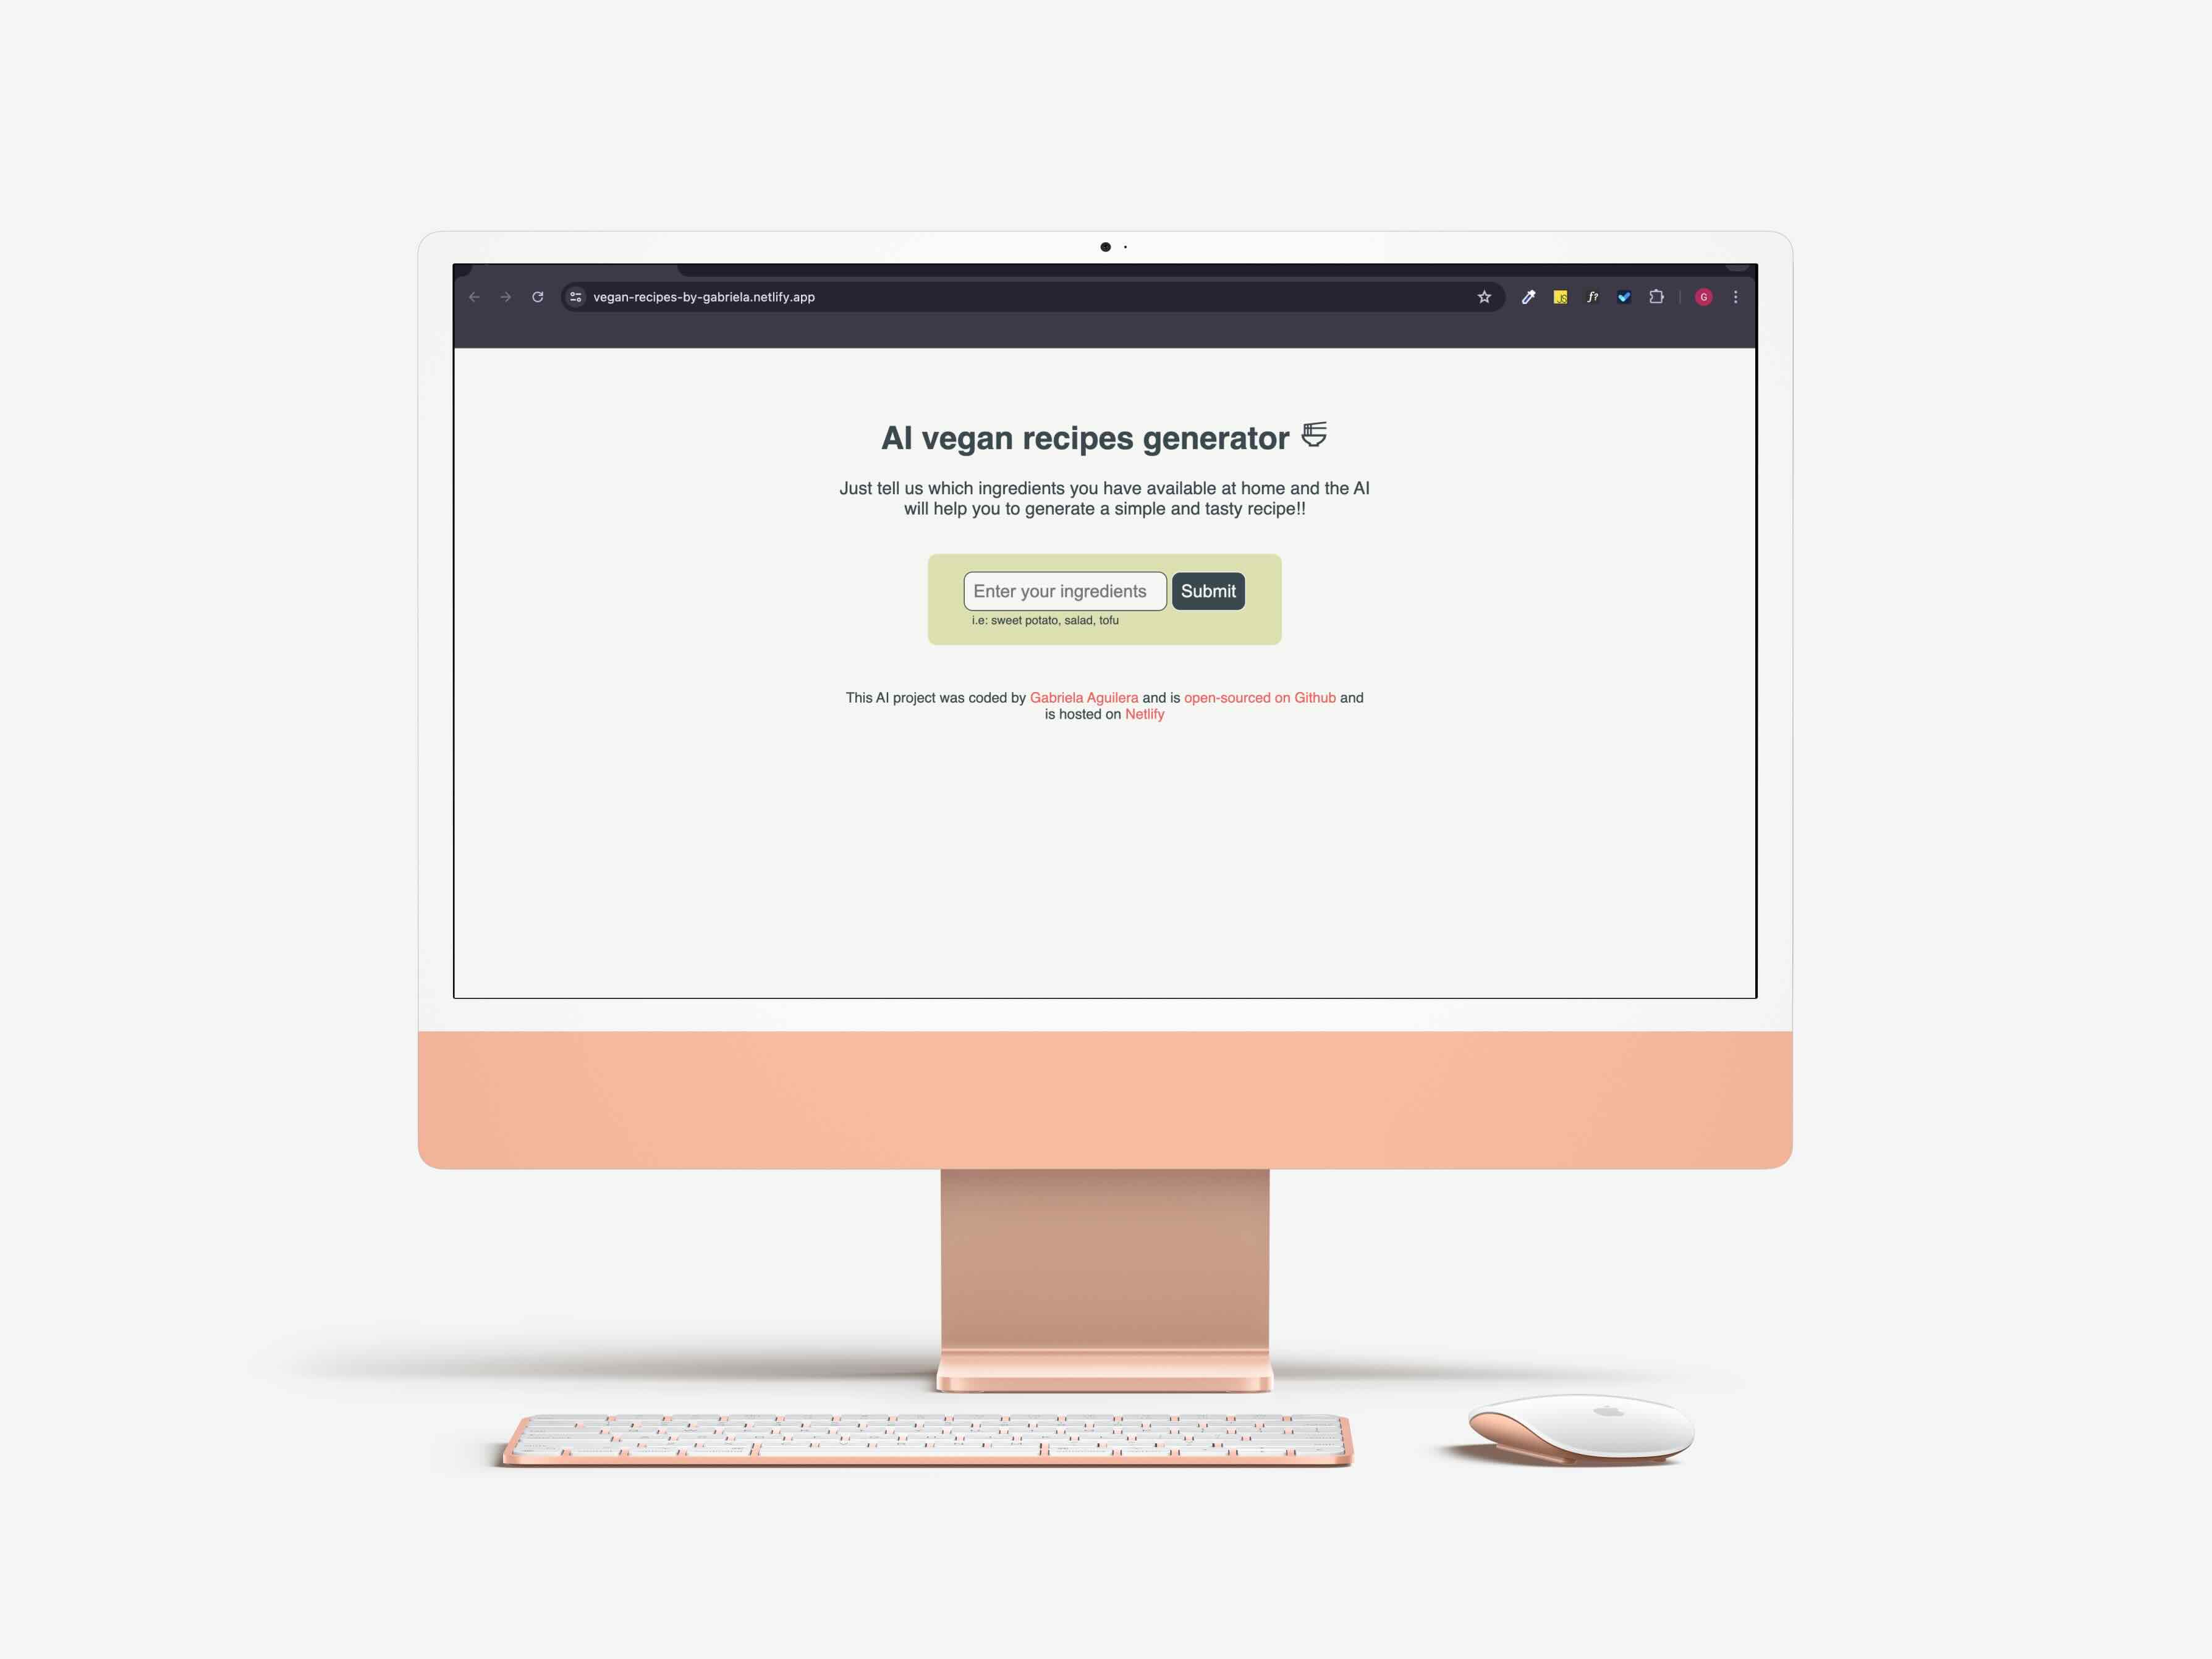 vegan-recipes-by-gabriela.netlify.app
JS
f?
G
AI vegan recipes generator
Just tell us which ingredients you have available at home and the AI
will help you to generate a simple and tasty recipe!!
Enter your ingredients Submit
i.e: sweet potato, salad, tofu
This AI project was coded by Gabriela Aguilera and is open-sourced on Github and
is hosted on Netlify